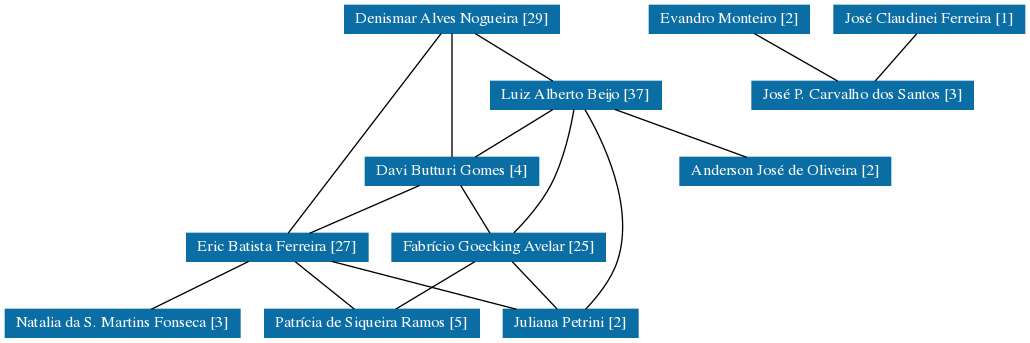 Denismar Alves Nogueira [29]
Evandro Monteiro [2]
José Claudinei Ferreira [1]
Luiz Alberto Beijo [37]
José P. Carvalho dos Santos [3]
Davi Butturi Gomes [4]
Anderson José de Oliveira [2]
Eric Batista Ferreira [27]
Fabrício Goecking Avelar [25]
Natalia da S. Martins Fonseca [3]
Patrícia de Siqueira Ramos [5]
Juliana Petrini [2]